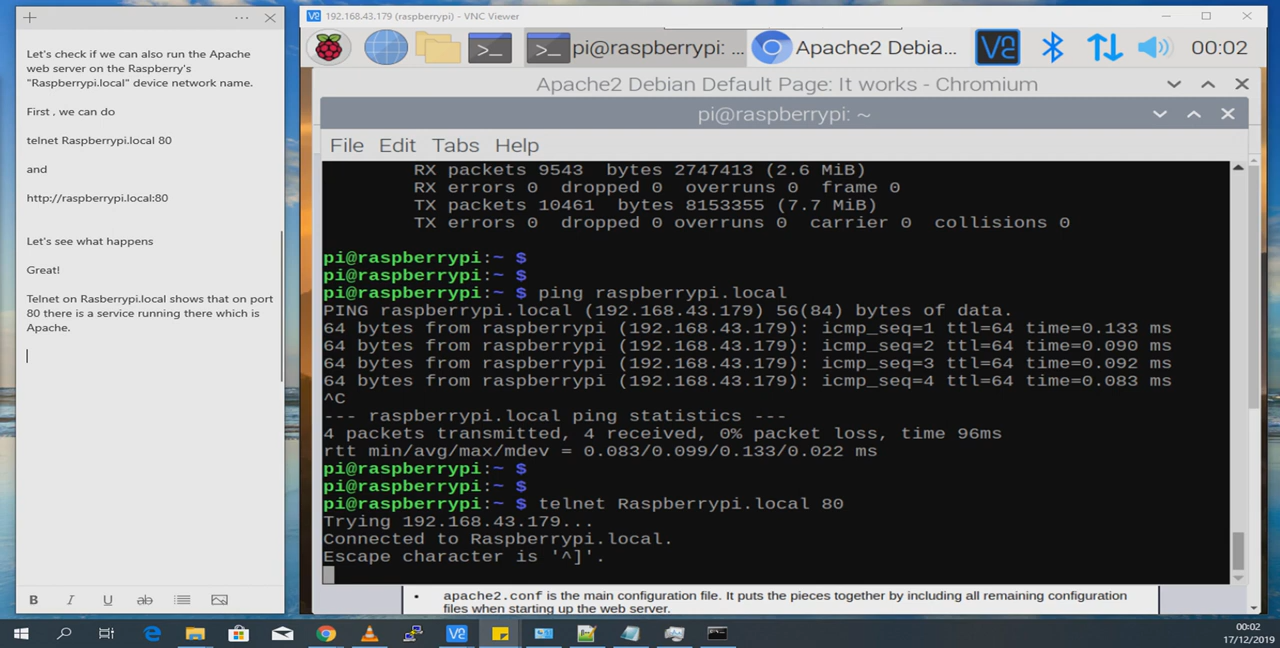 Let's check if we can also run the Apache
web server on the Raspberry's
"Raspberrypi.local" device network name.
First , we can do
telnet Raspberrypi.local 80
and
http://raspberrypi.local:80
Let's see what happens
Great!
Telnet on Rasberrypi.local shows that on port
80 there is a service running there which is
Apache.
B I U ab
192.168.43.179 (raspberrypi) - VNC Viewer
pi@raspberrypi: ... Apache2 Debia... 00:02
Apache2 Debian Default Page: It works - Chromium
pi@raspberrypi: ~
File Edit Tabs Help
RX packets 9543 bytes 2747413 (2.6 MiB)
RX errors 0 dropped 0 overruns 0 frame 0
TX packets 10461 bytes 8153355 (7.7 MiB)
TX errors 0 dropped 0 overruns 0 carrier 0 collisions 0
pi@raspberrypi:~ $
pi@raspberrypi:~ $
pi@raspberrypi:~ $ ping raspberrypi.local
PING raspberrypi.local (192.168.43.179) 56(84) bytes of data.
64 bytes from raspberrypi (192.168.43.179): icmp_seq=1 ttl=64 time=0.133 ms
64 bytes from raspberrypi (192.168.43.179): icmp_seq=2 ttl=64 time=0.090 ms
64 bytes from raspberrypi (192.168.43.179): icmp_seq=3 ttl=64 time=0.092 ms
64 bytes from raspberrypi (192.168.43.179): icmp_seq=4 ttl=64 time=0.083 ms
^C
--- raspberrypi.local ping statistics ---
4 packets transmitted, 4 received, 0% packet loss, time 96ms
rtt min/avg/max/mdev = 0.083/0.099/0.133/0.022 ms
pi@raspberrypi:~ $
pi@raspberrypi:~ $
pi@raspberrypi:~ $ telnet Raspberrypi.local 80
Trying 192.168.43.179...
Connected to Raspberrypi.local.
Escape character is '^]'.
• apache2.conf is the main configuration file. It puts the pieces together by including all remaining configuration
files when starting up the web server.
00:02
17/12/2019